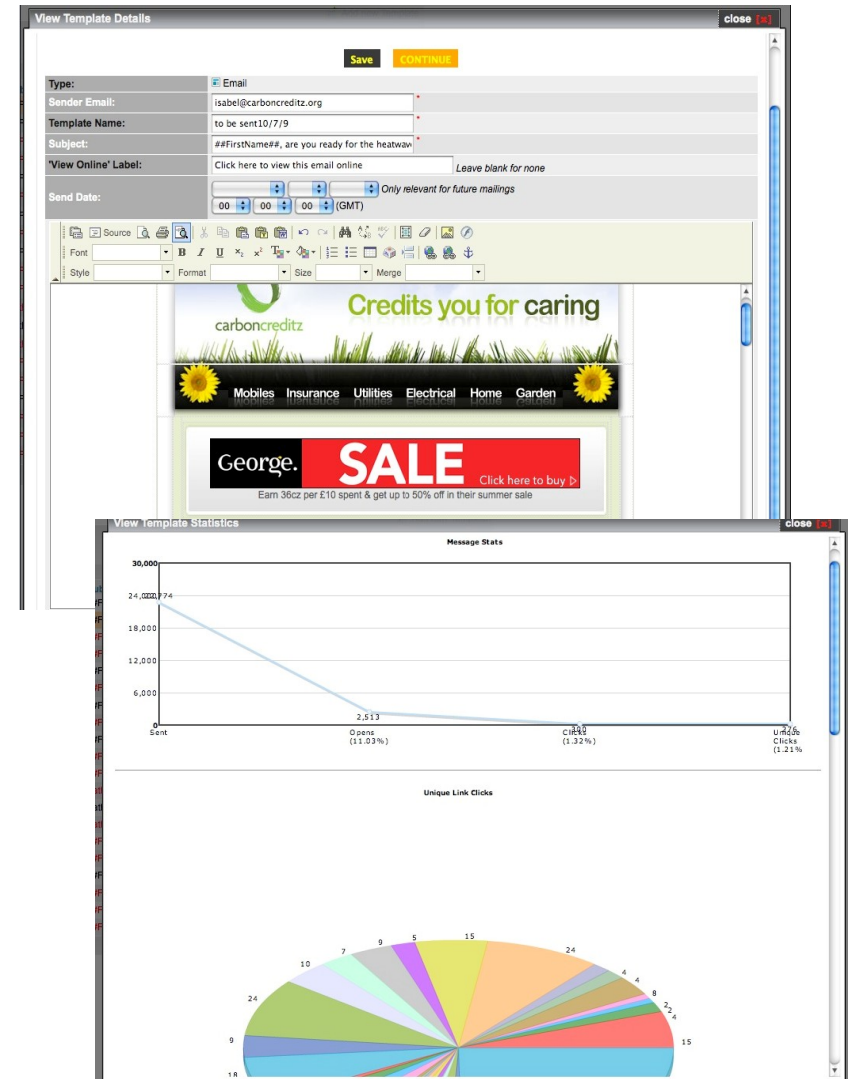 View Template Details
close [x]
Save CONTINUE
Type: Email
Sender Email: isabel@carboncreditz.org *
Template Name: to be sent10/7/9 *
Subject: ##FirstName##, are you ready for the heatwav *
'View Online' Label: Click here to view this email online Leave blank for none
Send Date: Only relevant for future mailings
00 00 00 (GMT)
Source
Font B I U
Style Format Size Merge
Credits you for caring
carboncreditz
Mobiles Insurance Utilities Electrical Home Garden
George. SALE Click here to buy
Earn 36cz per £10 spent & get up to 50% off in their summer sale
View Template Statistics
close [x]
Message Stats
30,000
24,000
18,000
12,000
6,000
2,513
0
Sent Opens Clicks Unique
(11.03%) (1.32%) Clicks
(1.21%
Unique Link Clicks
15
5
9
24
7
10
4
4
24
8
2
2
4
9
15
18